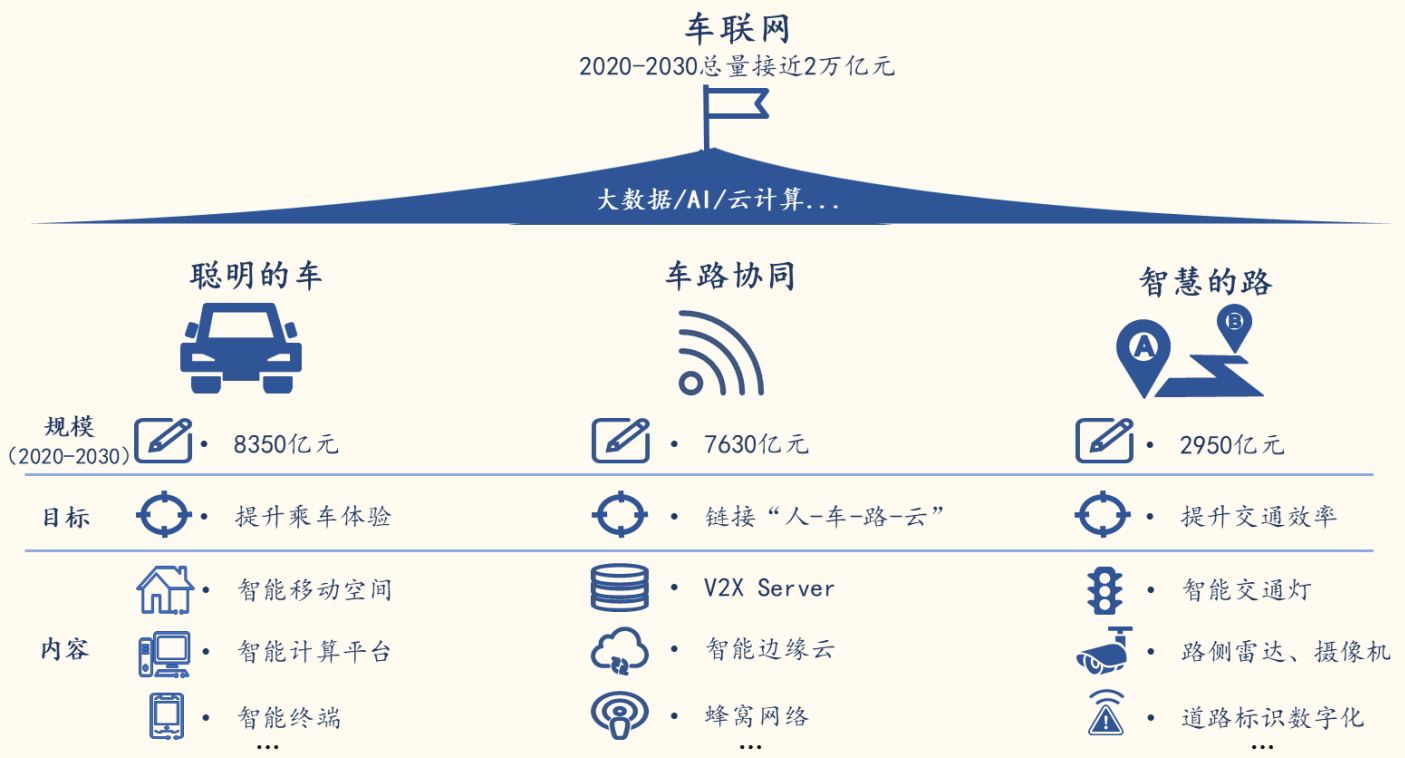 车联网
2020-2030总量接近2万亿元
大数据/AI/云计算...
聪明的车
车路协同
智慧的路
A
B
规模
(2020-2030)
• 8350亿元
• 7630亿元
• 2950亿元
目标
• 提升乘车体验
• 链接“人-车-路-云”
• 提升交通效率
内容
• 智能移动空间
• V2X Server
• 智能交通灯
• 智能计算平台
• 智能边缘云
• 路侧雷达、摄像机
• 智能终端
• 蜂窝网络
• 道路标识数字化
...
...
...